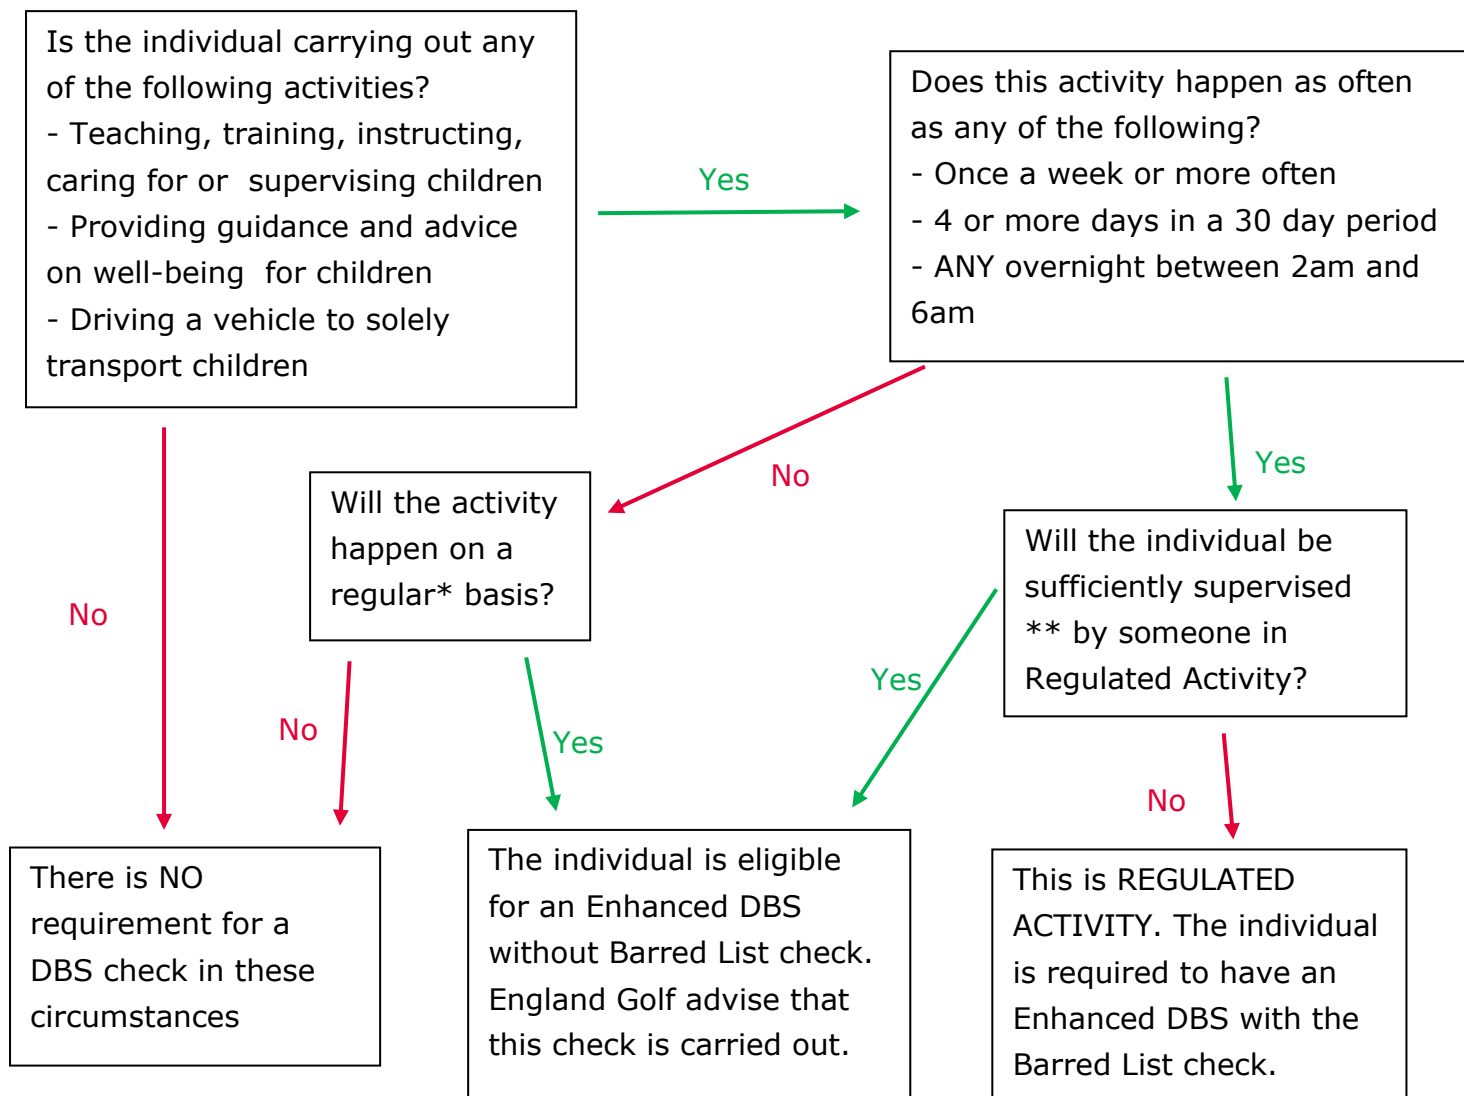 Is the individual carrying out any
of the following activities?
- Teaching, training, instructing,
caring for or  supervising children
- Providing guidance and advice
on well-being  for children
- Driving a vehicle to solely
transport children
Yes
Does this activity happen as often
as any of the following?
- Once a week or more often
- 4 or more days in a 30 day period
- ANY overnight between 2am and
6am
No
No
Yes
Will the activity
happen on a
regular* basis?
Will the individual be
sufficiently supervised
** by someone in
Regulated Activity?
No
Yes
Yes
No
There is NO
requirement for a
DBS check in these
circumstances
The individual is eligible
for an Enhanced DBS
without Barred List check.
England Golf advise that
this check is carried out.
This is REGULATED
ACTIVITY. The individual
is required to have an
Enhanced DBS with the
Barred List check.